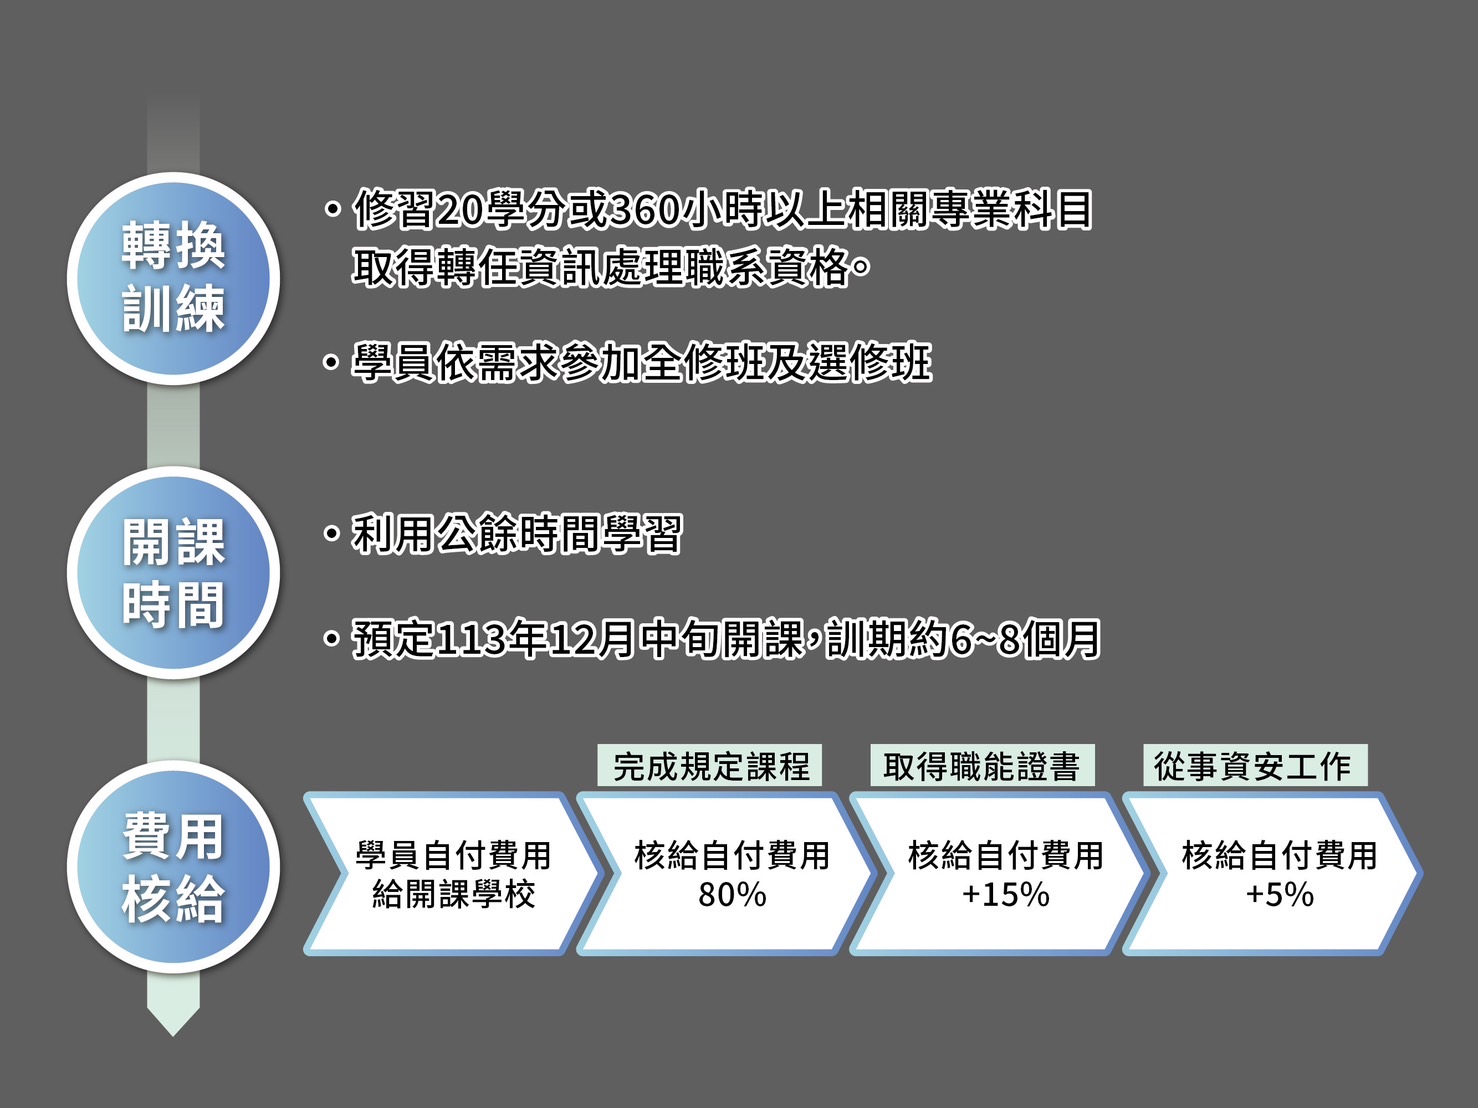 轉換
訓練
・修習20學分或360小時以上相關專業科目
取得轉任資訊處理職系資格。
・學員依需求參加全修班及選修班
開課
時間
・利用公餘時間學習
・預定113年12月中旬開課，訓期約6~8個月
費用
核給
學員自付費用
給開課學校
完成規定課程
核給自付費用
80%
取得職能證書
核給自付費用
+15%
從事資安工作
核給自付費用
+5%